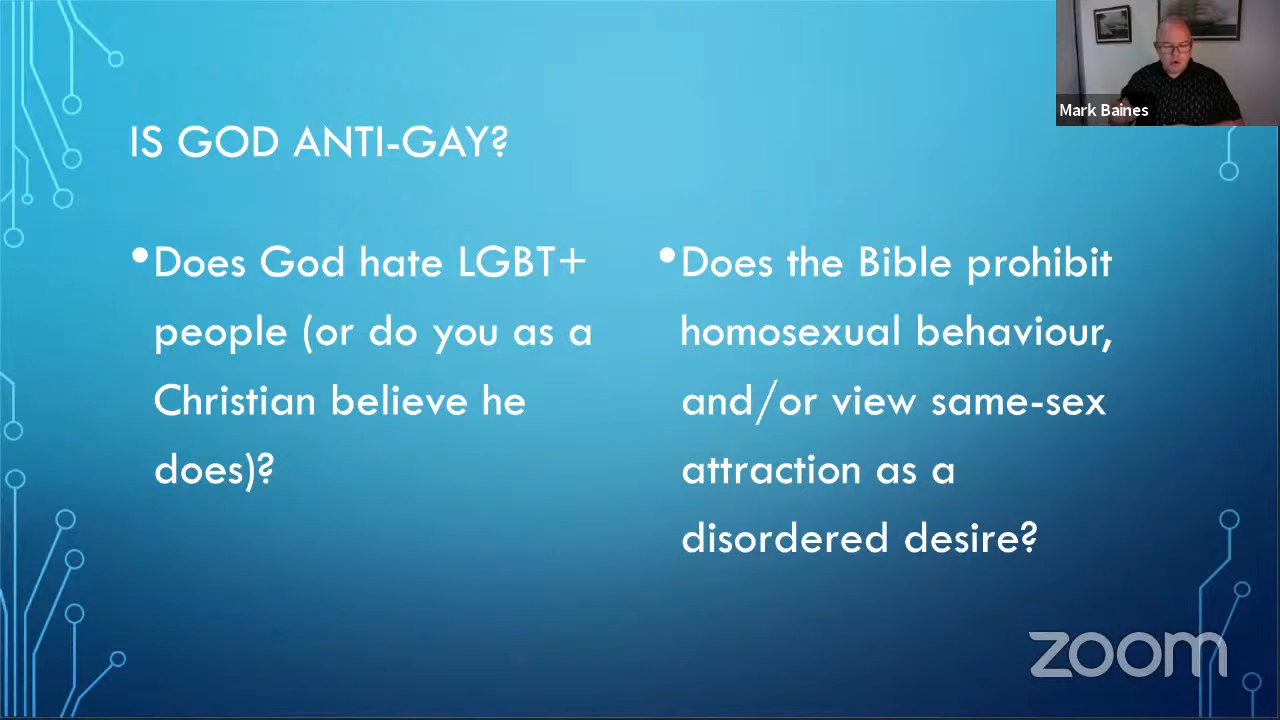 Mark Baines
IS GOD ANTI-GAY?
•Does God hate LGBT+
people (or do you as a
Christian believe he
does)?
•Does the Bible prohibit
homosexual behaviour,
and/or view same-sex
attraction as a
disordered desire?
zoom